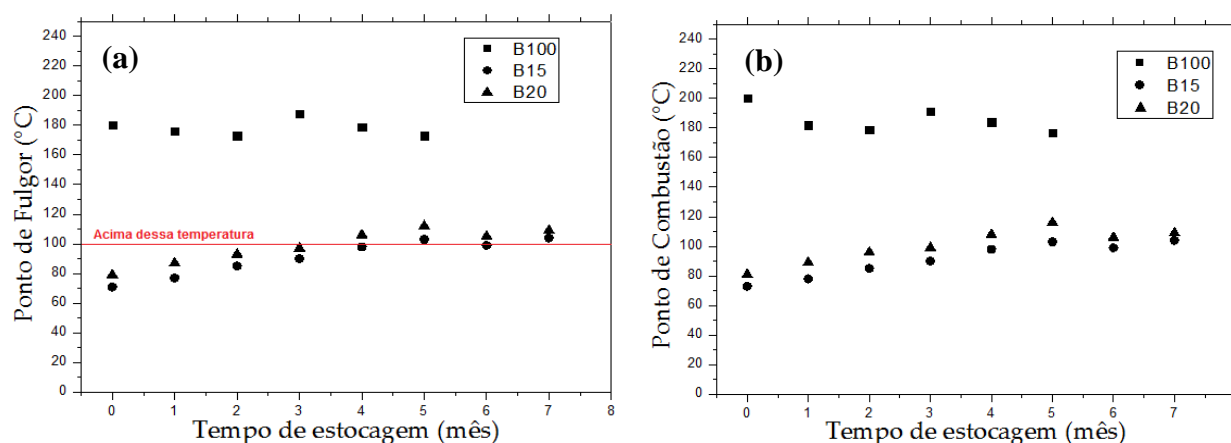 (a)
B100
B15
B20
Ponto de Fulgor (°C)
240
220
200
180
160
140
120
100
80
60
40
20
0
Acima dessa temperatura
0 1 2 3 4 5 6 7 8
Tempo de estocagem (mês)
(b)
B100
B15
B20
Ponto de Combustão (°C)
240
220
200
180
160
140
120
100
80
60
40
20
0
0 1 2 3 4 5 6 7
Tempo de estocagem (mês)